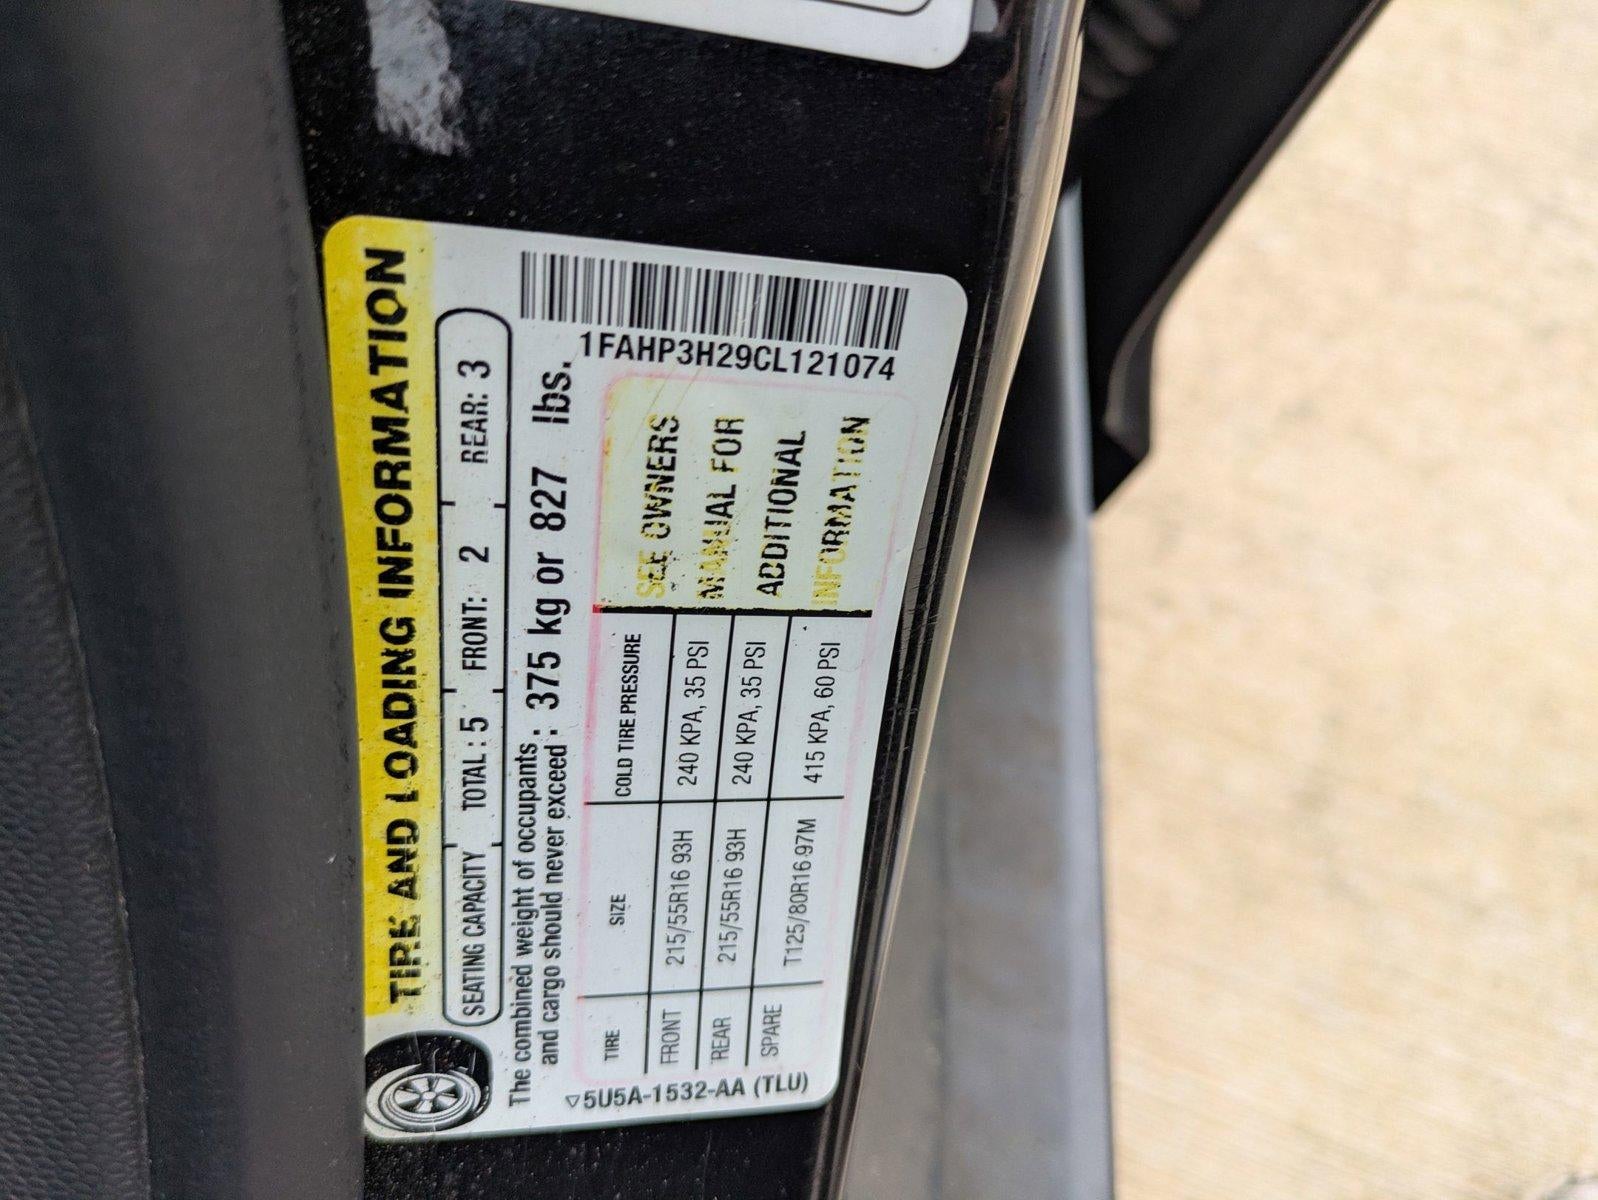 TIRE AND LOADING INFORMATION
SEATING CAPACITY TOTAL : 5 FRONT: 2 REAR: 3
The combined weight of occupants
and cargo should never exceed : 375 kg or 827 lbs.
TIRE SIZE COLD TIRE PRESSURE
FRONT 215/55R16 93H 240 KPA, 35 PSI
REAR 215/55R16 93H 240 KPA, 35 PSI
SPARE T125/80R16 97M 415 KPA, 60 PSI
SEE OWNERS
MANUAL FOR
ADDITIONAL
INFORMATION
5U5A-1532-AA (TLU)
1FAHP3H29CL121074